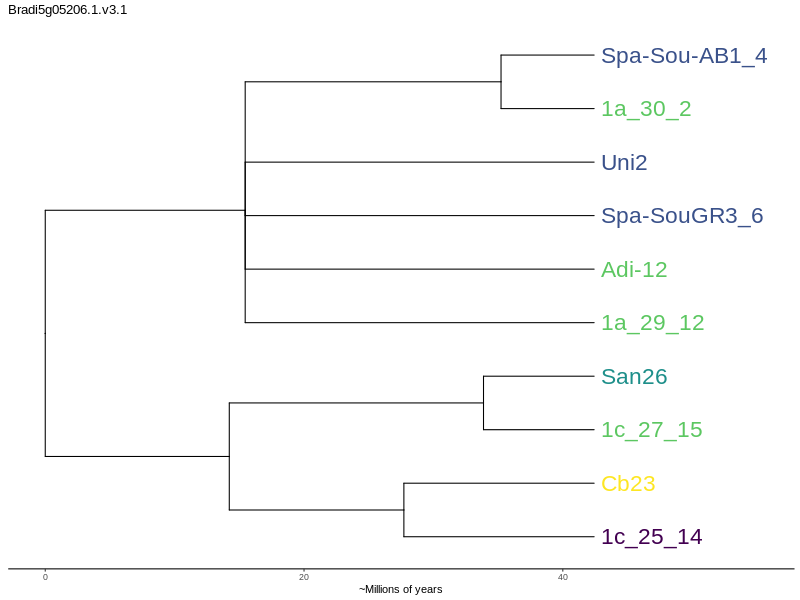 Bradi5g05206.1.v3.1
Spa-Sou-AB1_4
1a_30_2
Uni2
Spa-SouGR3_6
Adi-12
1a_29_12
San26
1c_27_15
Cb23
1c_25_14
0 20 40
~Millions of years